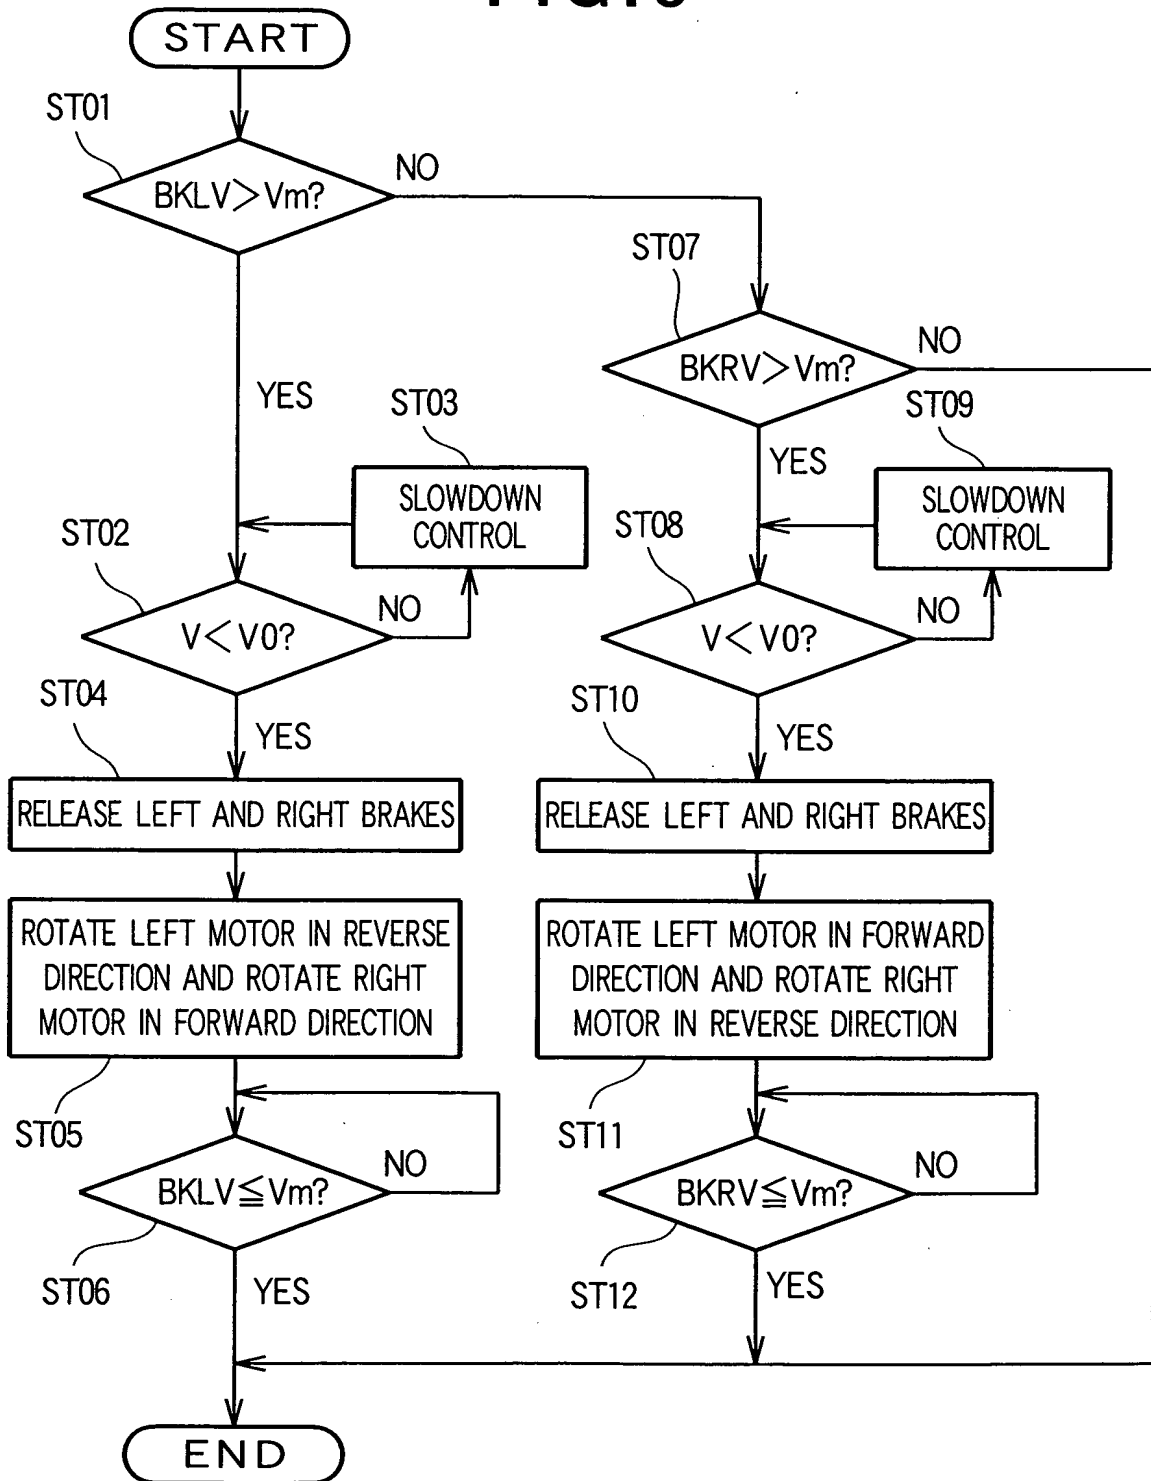 START
ST01
BKLV>Vm?
NO
YES
ST07
BKRV>Vm?
NO
YES
ST03
SLOWDOWN
CONTROL
ST09
SLOWDOWN
CONTROL
ST02
V<V0?
NO
YES
ST08
V<V0?
NO
YES
ST04
RELEASE LEFT AND RIGHT BRAKES
ST10
RELEASE LEFT AND RIGHT BRAKES
ROTATE LEFT MOTOR IN REVERSE
DIRECTION AND ROTATE RIGHT
MOTOR IN FORWARD DIRECTION
ST05
ROTATE LEFT MOTOR IN FORWARD
DIRECTION AND ROTATE RIGHT
MOTOR IN REVERSE DIRECTION
ST11
BKLV≦Vm?
NO
ST06
YES
BKRV≦Vm?
NO
ST12
YES
END